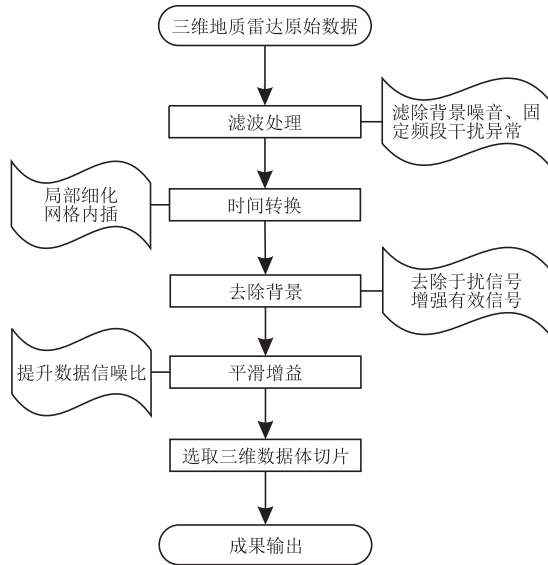 三维地质雷达原始数据
滤波处理
滤除背景噪音、固
定频段干扰异常
局部细化
网格内插
时间转换
去除背景
去除于扰信号
增强有效信号
提升数据信噪比
平滑增益
选取三维数据体切片
成果输出